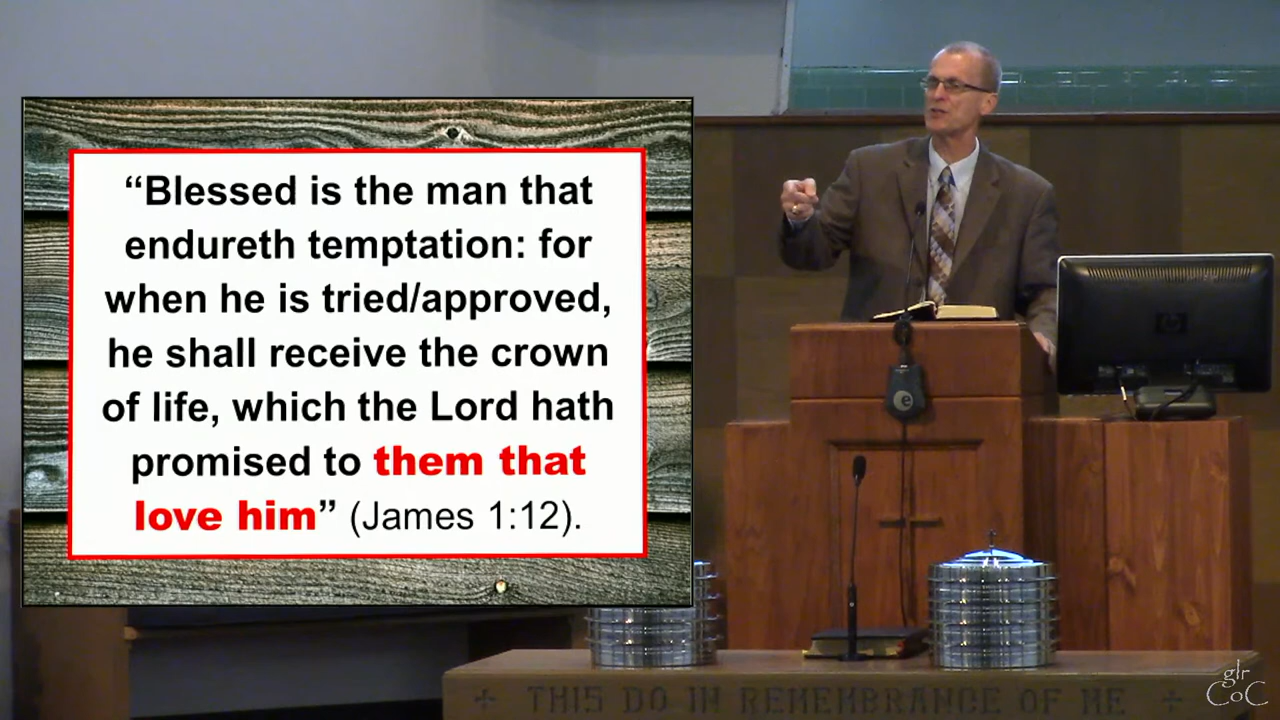 “Blessed is the man that
endureth temptation: for
when he is tried/approved,
he shall receive the crown
of life, which the Lord hath
promised to them that
love him” (James 1:12).
hp
e
THIS DO IN REMEMBRANCE OF ME
glr
CoC